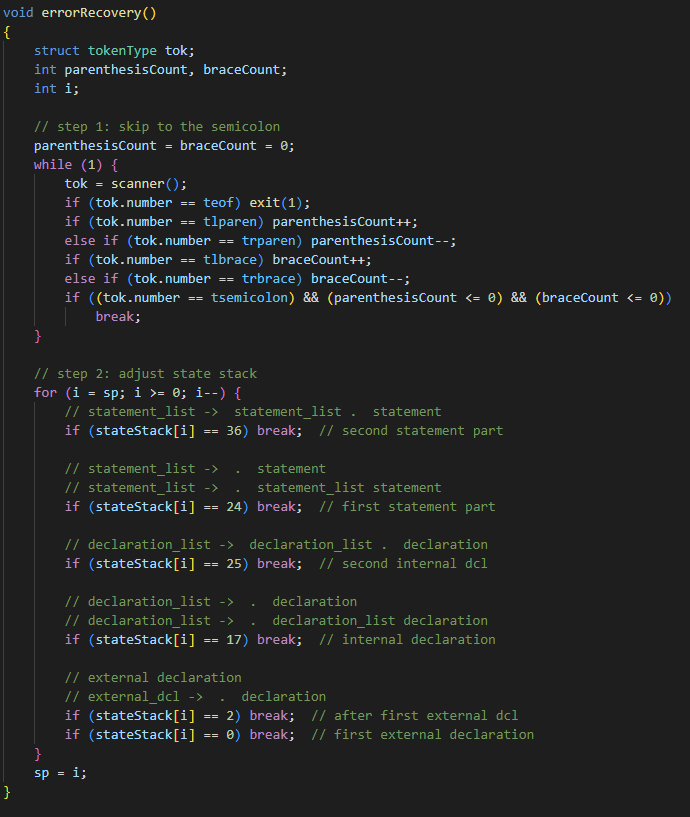 void errorRecovery()
{
    struct tokenType tok;
    int parenthesisCount, braceCount;
    int i;

    // step 1: skip to the semicolon
    parenthesisCount = braceCount = 0;
    while (1) {
        tok = scanner();
        if (tok.number == teof) exit(1);
        if (tok.number == tlparen) parenthesisCount++;
        else if (tok.number == trparen) parenthesisCount--;
        if (tok.number == tlbrace) braceCount++;
        else if (tok.number == trbrace) braceCount--;
        if ((tok.number == tsemicolon) && (parenthesisCount <= 0) && (braceCount <= 0))
            break;
    }

    // step 2: adjust state stack
    for (i = sp; i >= 0; i--) {
        // statement_list ->  statement_list .  statement
        if (stateStack[i] == 36) break;  // second statement part

        // statement_list ->  .  statement
        // statement_list ->  .  statement_list statement
        if (stateStack[i] == 24) break;  // first statement part

        // declaration_list ->  declaration_list .  declaration
        if (stateStack[i] == 25) break;  // second internal dcl

        // declaration_list ->  .  declaration
        // declaration_list ->  .  declaration_list declaration
        if (stateStack[i] == 17) break;  // internal declaration

        // external declaration
        // external_dcl ->  .  declaration
        if (stateStack[i] == 2) break;  // after first external dcl
        if (stateStack[i] == 0) break;  // first external declaration
    }
    sp = i;
}